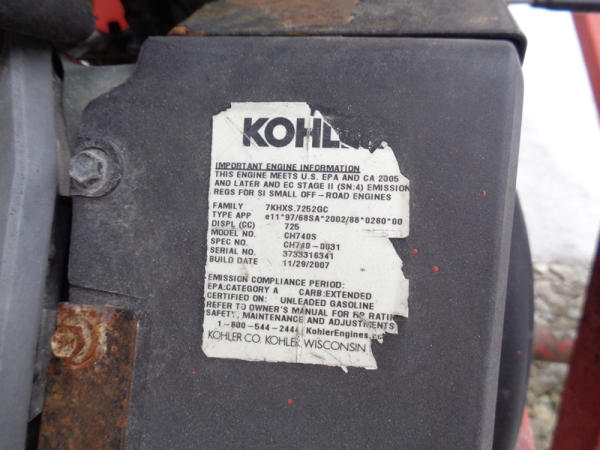 KOHL
IMPORTANT ENGINE INFORMATION
THIS ENGINE MEETS U.S. EPA AND CA 2005
AND LATER AND EC STAGE II (SN:4) EMISSION
REGS FOR SI SMALL OFF-ROAD ENGINES
FAMILY 7KHXS.7252GC
TYPE APP e11*97/68SA*2002/88*0280*00
DISPL (CC) 725
MODEL NO. CH740S
SPEC NO. CH740-0031
SERIAL NO. 3733316341
BUILD DATE 11/29/2007
EMISSION COMPLIANCE PERIOD:
EPA:CATEGORY A CARB:EXTENDED
CERTIFIED ON: UNLEADED GASOLINE
REFER TO OWNER'S MANUAL FOR HP RATIN
SAFETY, MAINTENANCE AND ADJUSTMENTS
1-800-544-2444 KohlerEngines.c
KOHLER CO. KOHLER, WISCONSIN